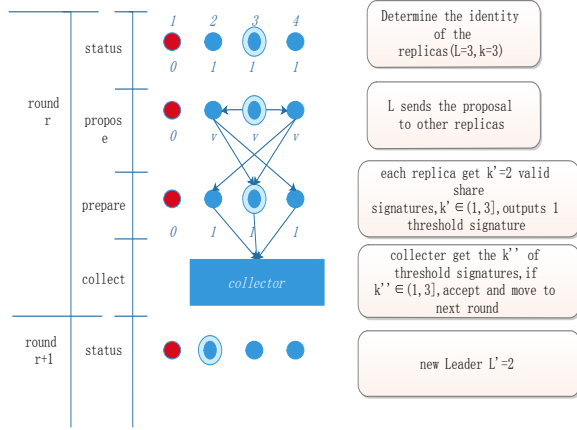 1 2 3 4
status
0 1 1 1
Determine the identity
of the
replicas(L=3,k=3)
round
r
propos
e
0 v v v
L sends the proposal
to other replicas
prepare
0 1 1 1
each replica get k'=2 valid
share
signatures,k'∈(1,3],outputs 1
threshold signature
collect
collector
collecter get the k'' of
threshold signatures,if
k''∈(1,3],accept and move to
next round
round
r+1
status
new Leader L'=2